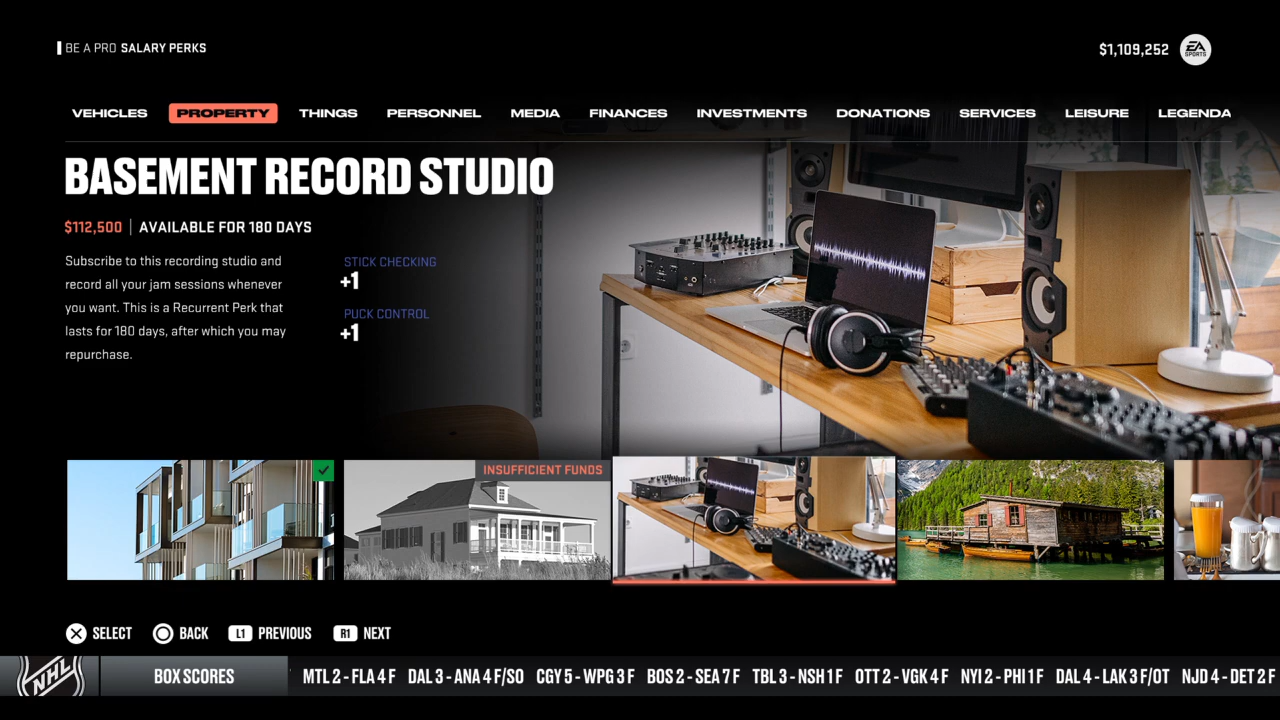 BE A PRO SALARY PERKS
$1,109,252
EA SPORTS
VEHICLES PROPERTY THINGS PERSONNEL MEDIA FINANCES INVESTMENTS DONATIONS SERVICES LEISURE LEGENDA
BASEMENT RECORD STUDIO
$112,500 | AVAILABLE FOR 180 DAYS
Subscribe to this recording studio and
record all your jam sessions whenever
you want. This is a Recurrent Perk that
lasts for 180 days, after which you may
repurchase.
STICK CHECKING
+1
PUCK CONTROL
+1
INSUFFICIENT FUNDS
SELECT BACK L1 PREVIOUS R1 NEXT
NHL BOX SCORES MTL 2 - FLA 4 F DAL 3 - ANA 4 F/SO CGY 5 - WPG 3 F BOS 2 - SEA 7 F TBL 3 - NSH 1 F OTT 2 - VGK 4 F NYI 2 - PHI 1 F DAL 4 - LAK 3 F/OT NJD 4 - DET 2 F